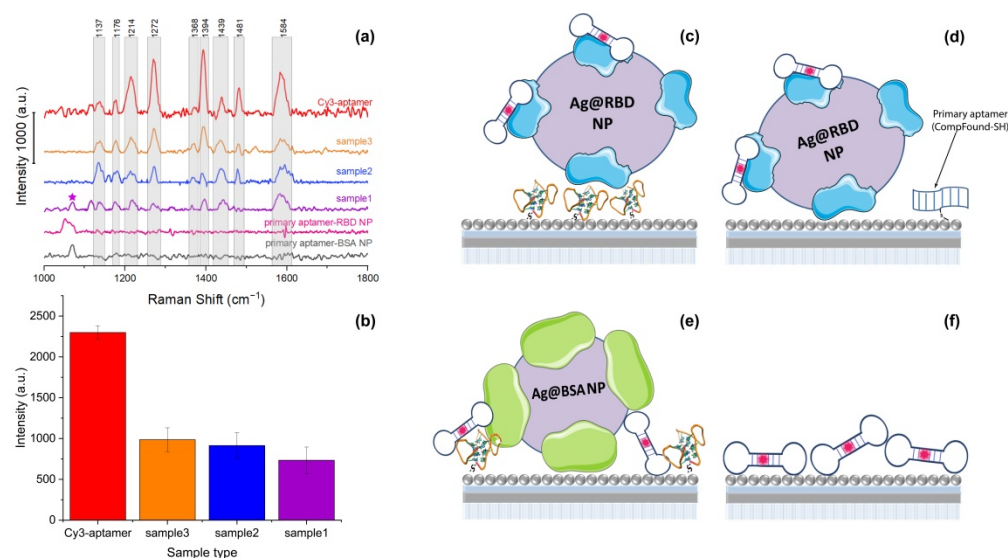 1137
1176
1214
1272
1368
1394
1439
1481
1584
(a)
Cy3-aptamer
sample3
sample2
sample1
primary aptamer-RBD NP
primary aptamer-BSA NP
Intensity 1000 (a.u.)
1000 1200 1400 1600 1800
Raman Shift (cm⁻¹)
(b)
2500
2000
1500
1000
500
0
Intensity (a.u.)
Cy3-aptamer sample3 sample2 sample1
Sample type
(c)
Ag@RBD
NP
S S S
(d)
Ag@RBD
NP
Primary aptamer
(CompFound-SH)
(e)
Ag@BSA NP
S S
(f)